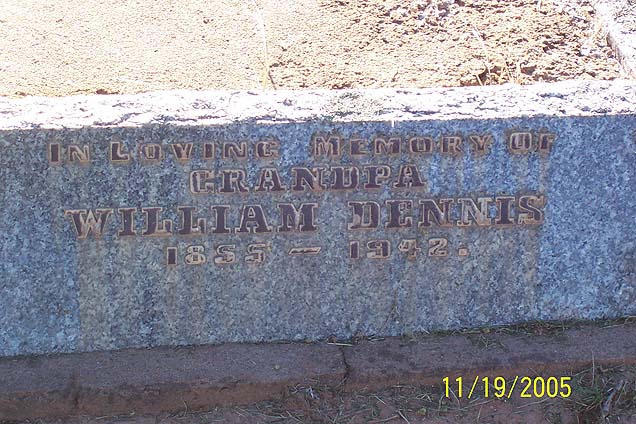 IN LOVING MEMORY OF
GRANDPA
WILLIAM DENNIS
1855 — 1942.
11/19/2005